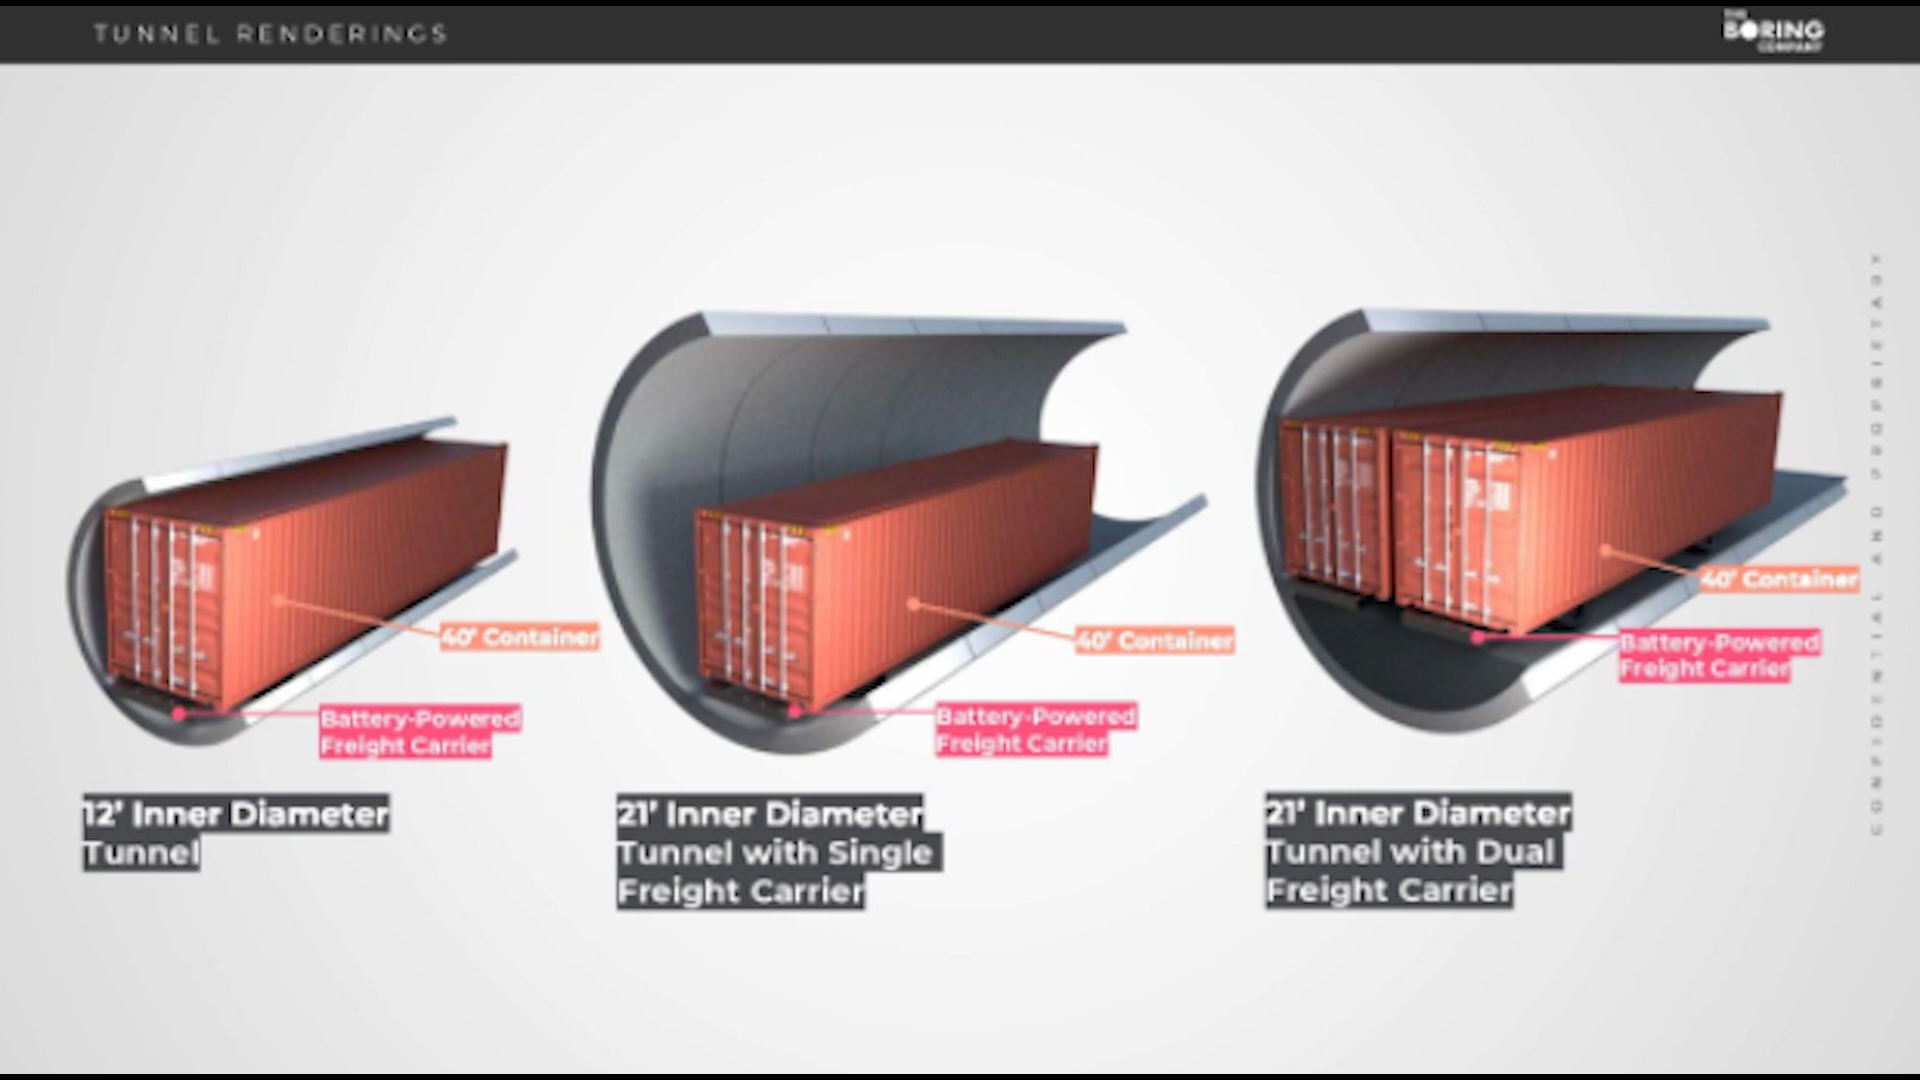 TUNNEL RENDERINGS
THE
BORING
COMPANY
40' Container
Battery-Powered
Freight Carrier
12' Inner Diameter
Tunnel
40' Container
Battery-Powered
Freight Carrier
21' Inner Diameter
Tunnel with Single
Freight Carrier
40' Container
Battery-Powered
Freight Carrier
21' Inner Diameter
Tunnel with Dual
Freight Carrier
CONFIDENTIAL AND PROPRIETARY